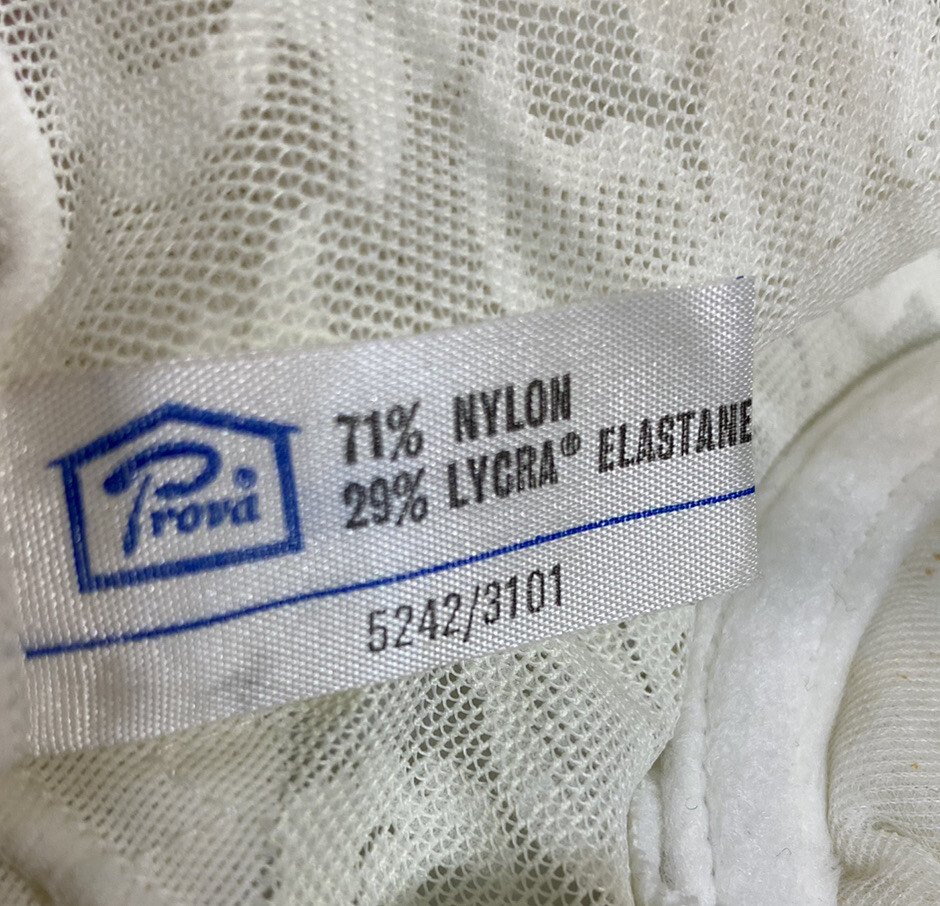 Prova
71% NYLON
29% LYCRA® ELASTANE
5242/3101